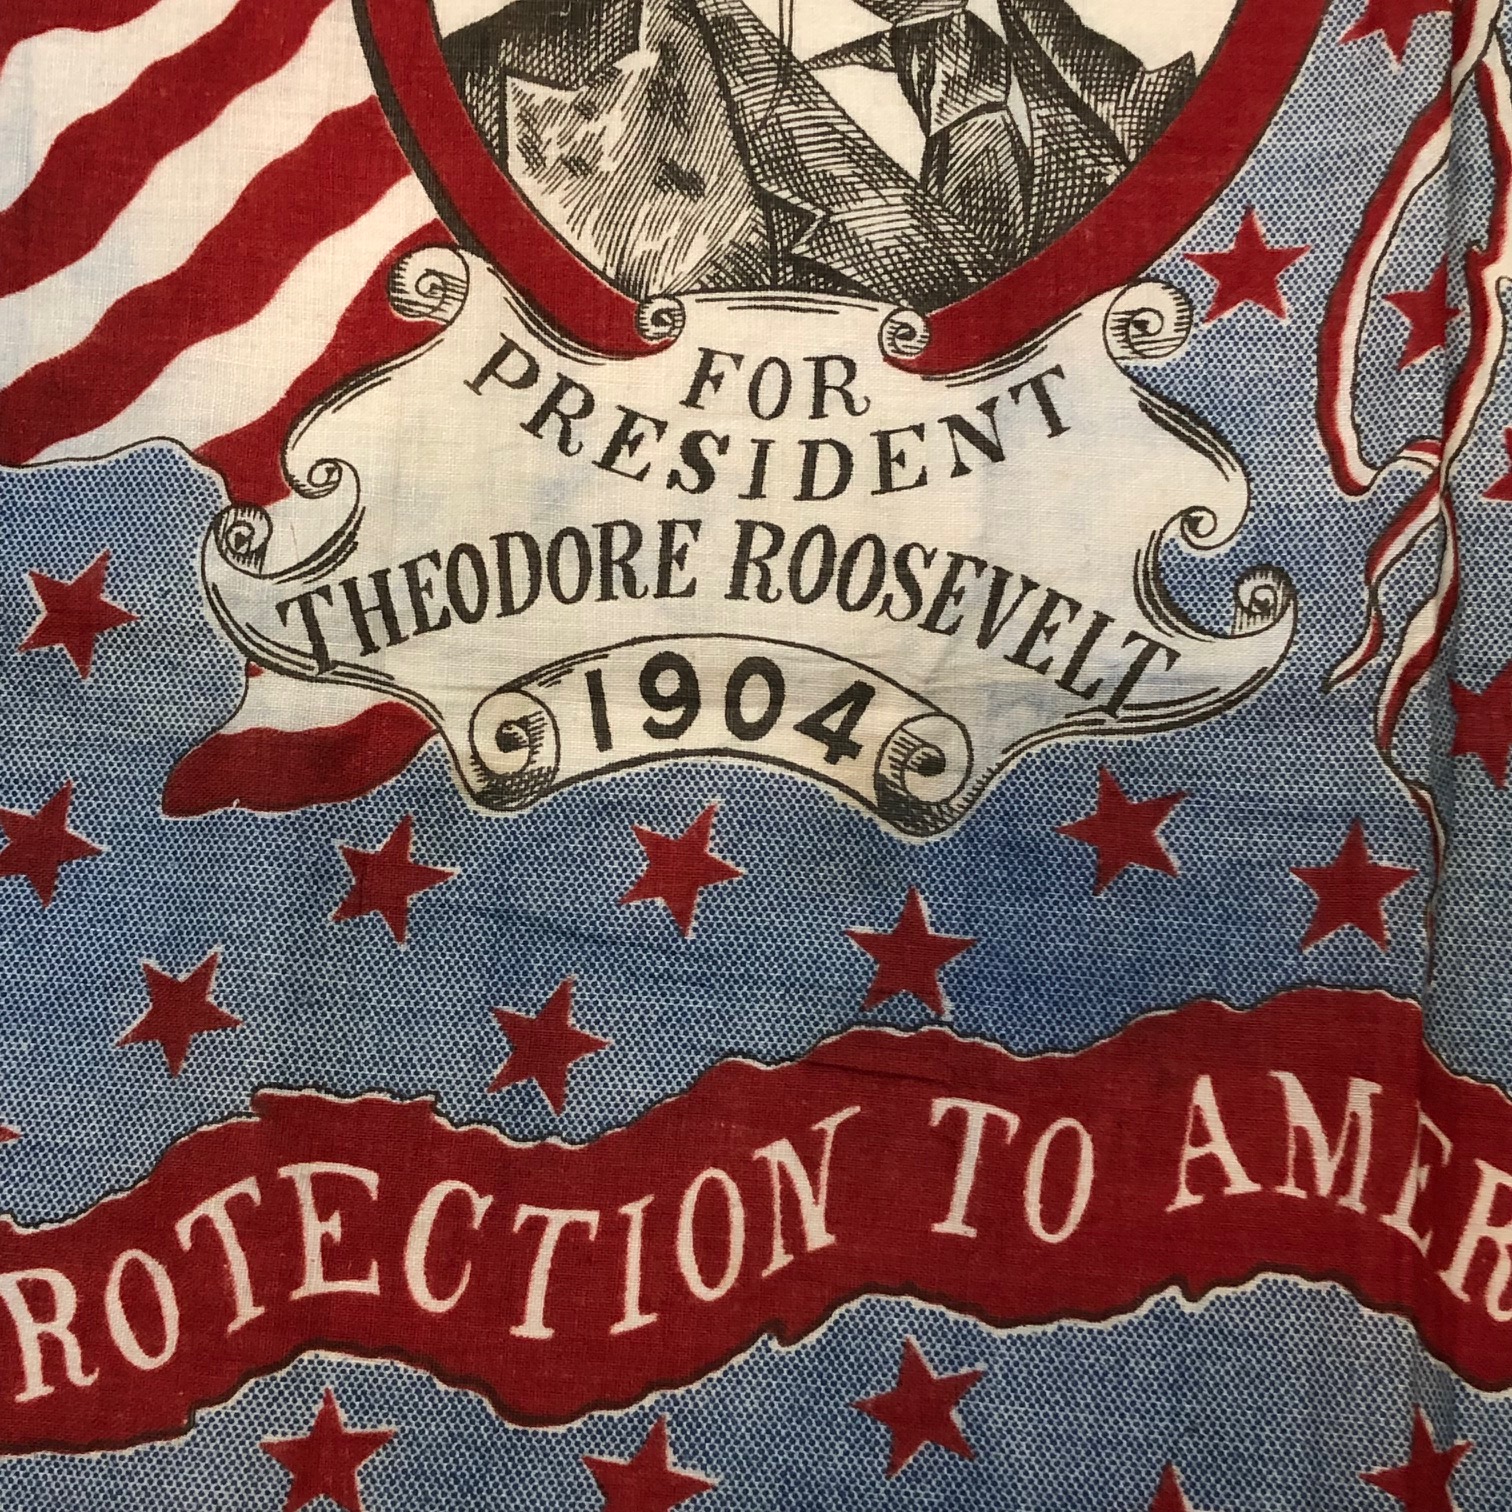 FOR
PRESIDENT
THEODORE ROOSEVELT
1904
ROTECTION TO AMER